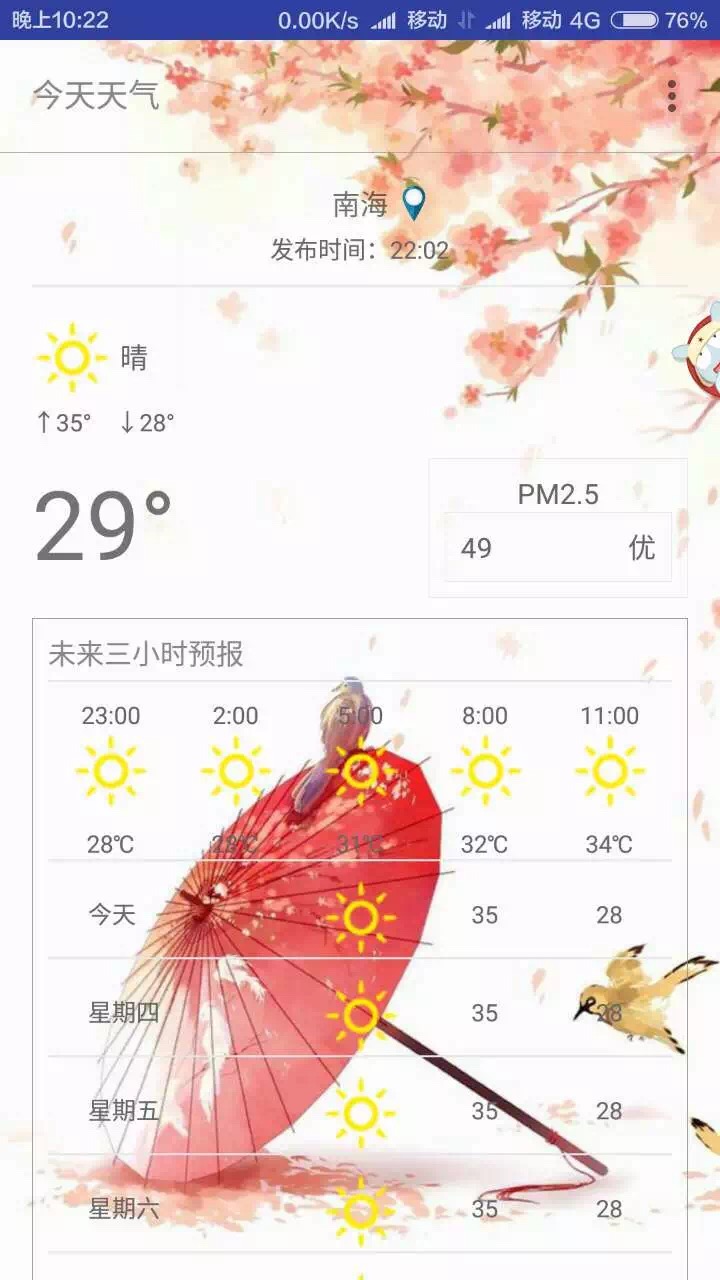 晚上10:22 0.00K/s 移动 移动 4G 76%
今天天气
南海
发布时间：22:02
晴
↑35° ↓28°
29°
PM2.5
49 优
未来三小时预报
23:00 2:00 5:00 8:00 11:00
28℃ 28℃ 31℃ 32℃ 34℃
今天 35 28
星期四 35 28
星期五 35 28
星期六 35 28